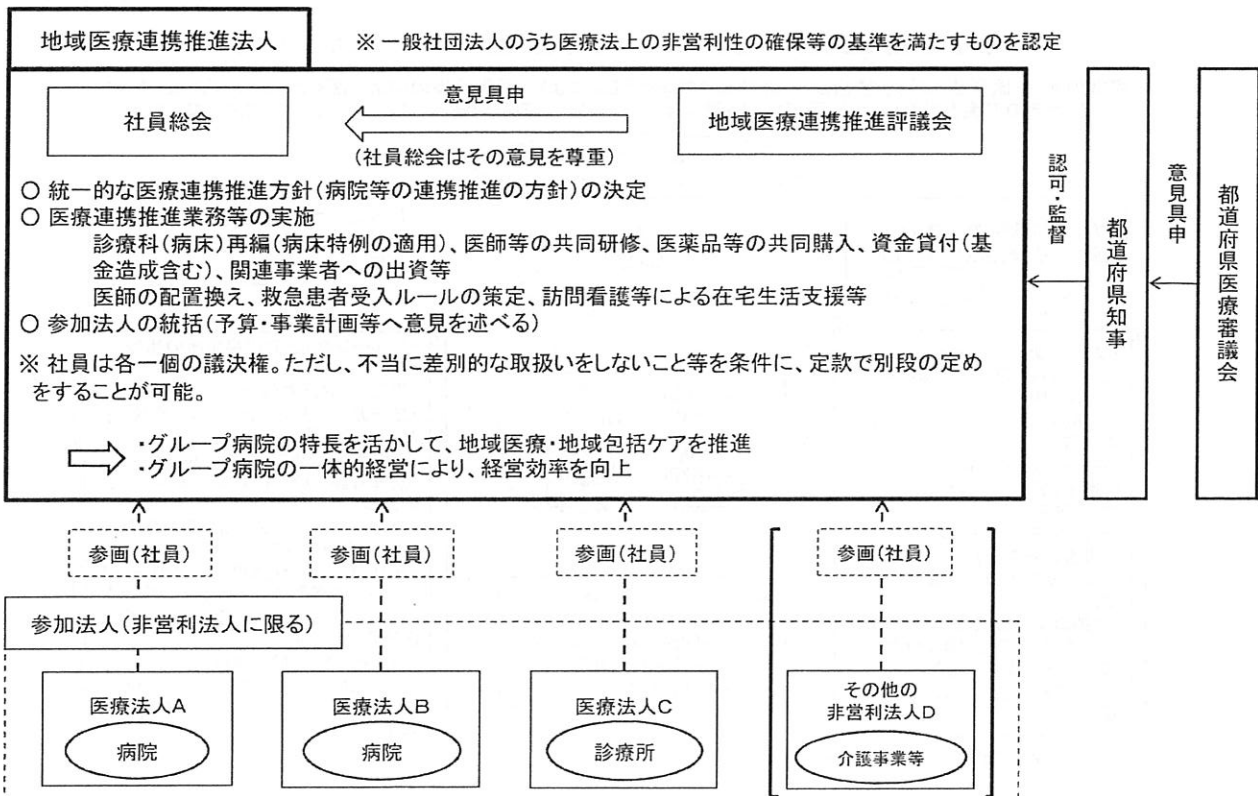 地域医療連携推進法人
※ 一般社団法人のうち医療法上の非営利性の確保等の基準を満たすものを認定
社員総会
意見具申
(社員総会はその意見を尊重)
地域医療連携推進評議会
○ 統一的な医療連携推進方針(病院等の連携推進の方針)の決定
○ 医療連携推進業務等の実施
診療科(病床)再編(病床特例の適用)、医師等の共同研修、医薬品等の共同購入、資金貸付(基
金造成含む)、関連事業者への出資等
医師の配置換え、救急患者受入ルールの策定、訪問看護等による在宅生活支援等
○ 参加法人の統括(予算・事業計画等へ意見を述べる)
※ 社員は各一個の議決権。ただし、不当に差別的な取扱いをしないこと等を条件に、定款で別段の定め
をすることが可能。
・グループ病院の特長を活かして、地域医療・地域包括ケアを推進
・グループ病院の一体的経営により、経営効率を向上
認可・監督
都道府県知事
意見具申
都道府県医療審議会
参画(社員)
参画(社員)
参画(社員)
参画(社員)
参加法人(非営利法人に限る)
医療法人A
病院
医療法人B
病院
医療法人C
診療所
その他の
非営利法人D
介護事業等